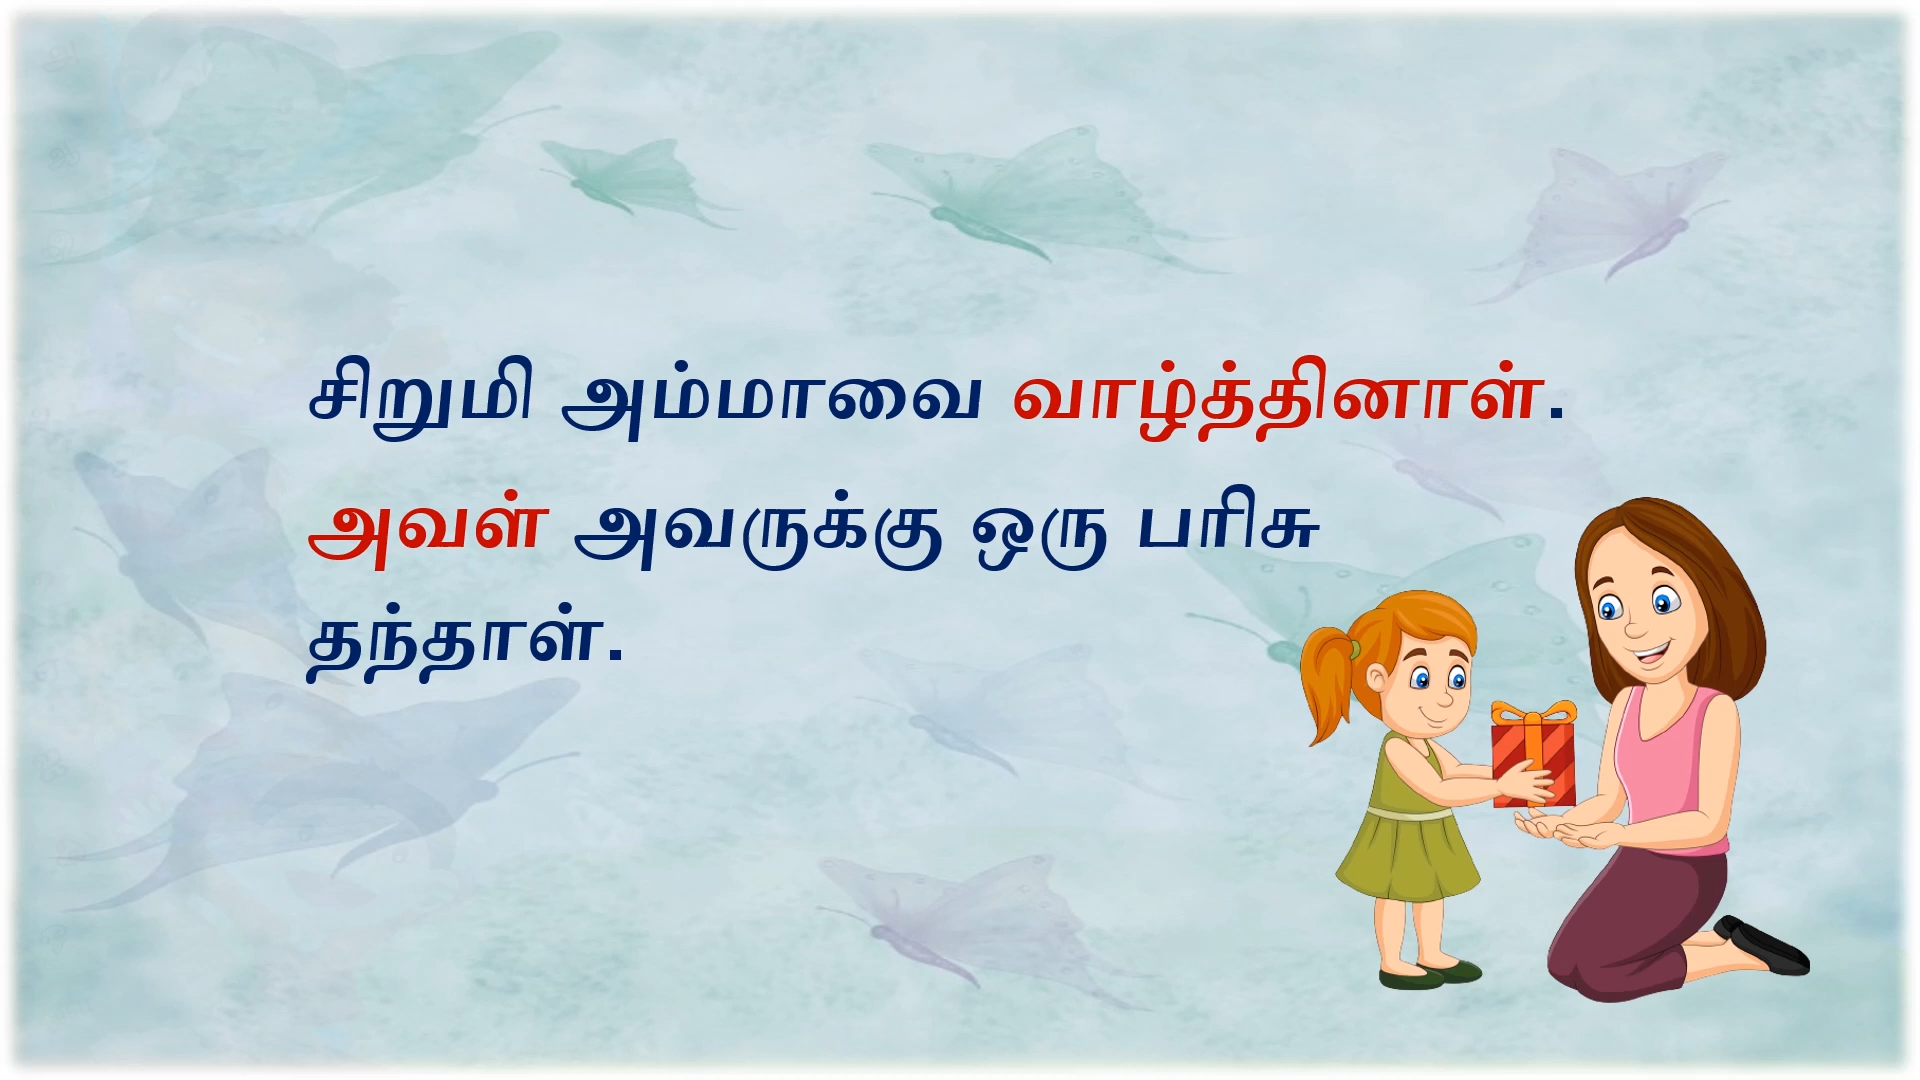 சிறுமி அம்மாவை வாழ்த்தினாள்.
அவள் அவருக்கு ஒரு பரிசு
தந்தாள்.